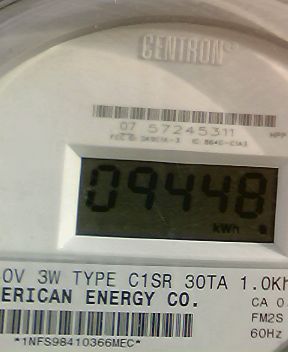 CENTRON
07 57245311
09448
kWh
0V 3W TYPE C1SR 30TA 1.0Kh
ERICAN ENERGY CO.
CA 0.
FM2S
60Hz
*1NFS98410366MEC*